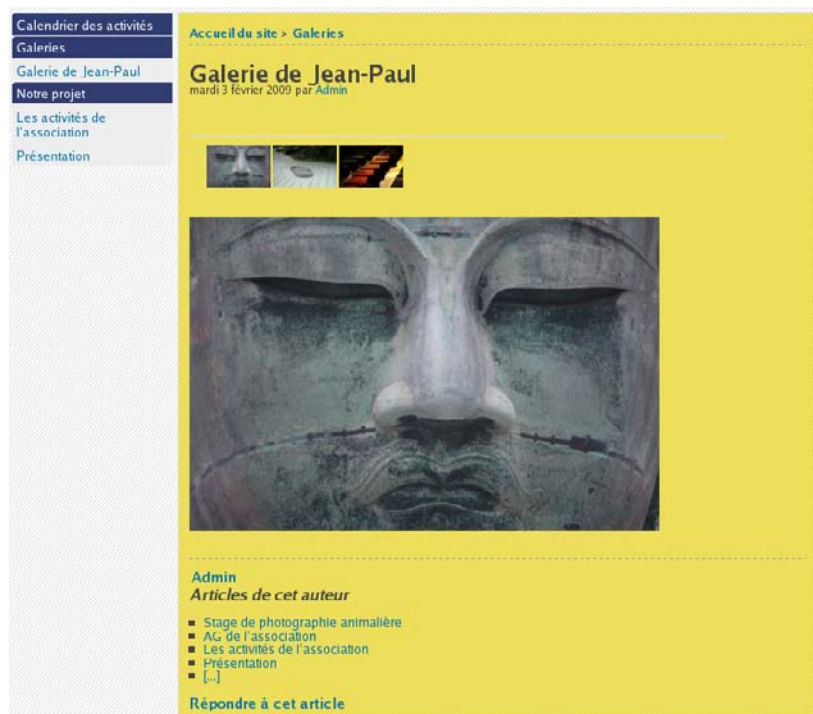 Calendrier des activités
Galeries
Galerie de Jean-Paul
Notre projet
Les activités de
l'association
Présentation
Accueil du site > Galeries
Galerie de Jean-Paul
mardi 3 février 2009 par Admin
Admin
Articles de cet auteur
Stage de photographie animalière
AG de l'association
Les activités de l'association
Présentation
[...]
Répondre à cet article